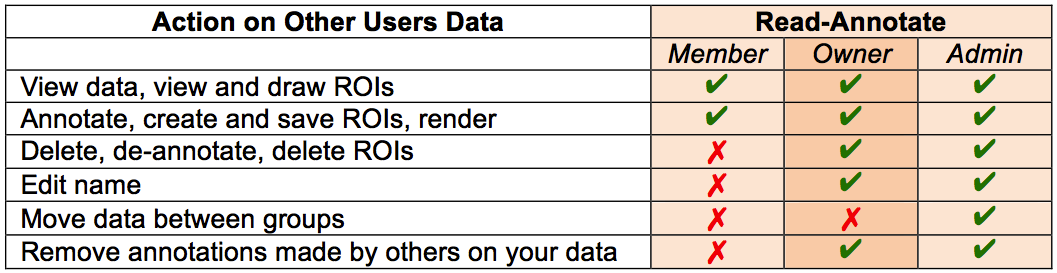 Action on Other Users Data Read-Annotate
Member Owner Admin
View data, view and draw ROIs ✔ ✔ ✔
Annotate, create and save ROIs, render ✔ ✔ ✔
Delete, de-annotate, delete ROIs ✗ ✔ ✔
Edit name ✗ ✔ ✔
Move data between groups ✗ ✗ ✔
Remove annotations made by others on your data ✗ ✔ ✔